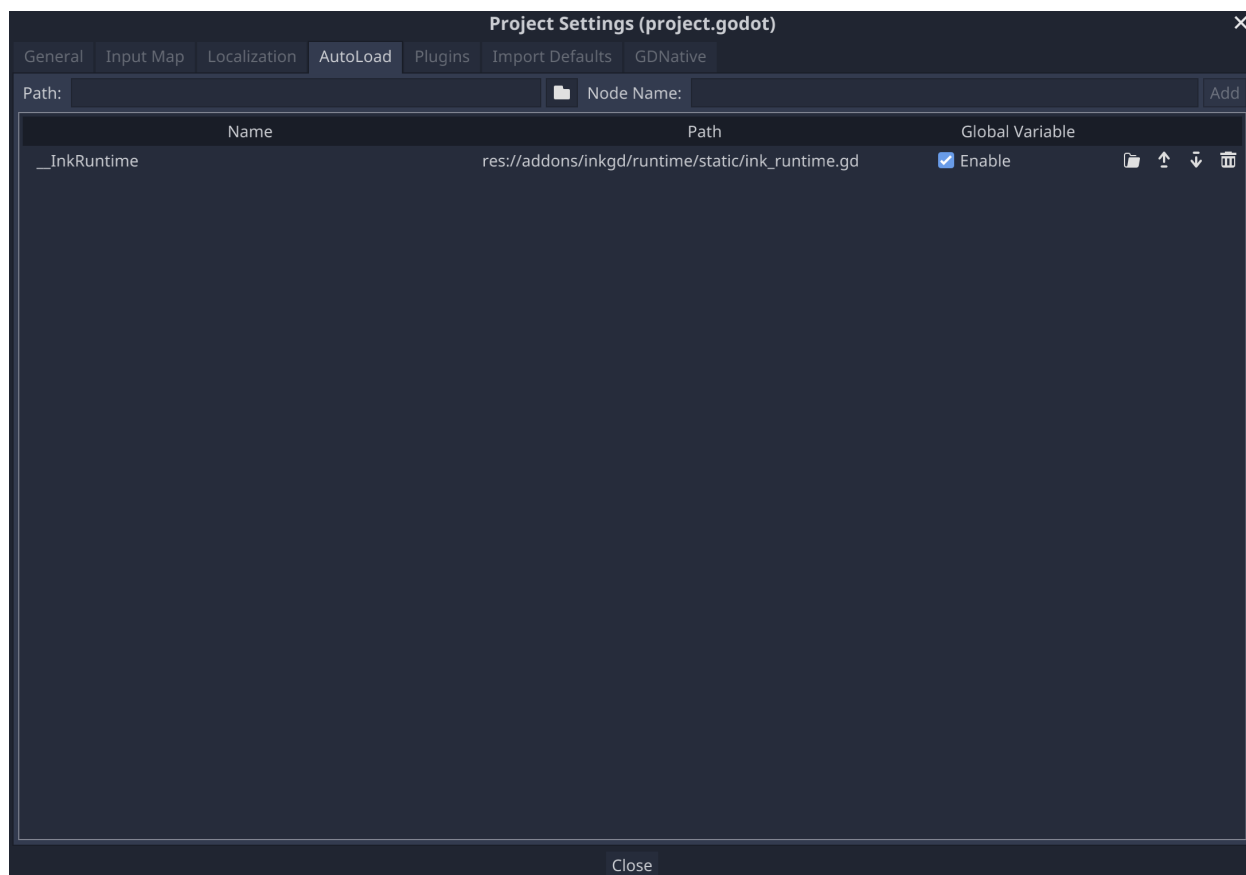 Project Settings (project.godot)
General Input Map Localization AutoLoad Plugins Import Defaults GDNative
Path: Node Name: Add
Name Path Global Variable
__InkRuntime res://addons/inkgd/runtime/static/ink_runtime.gd Enable
Close